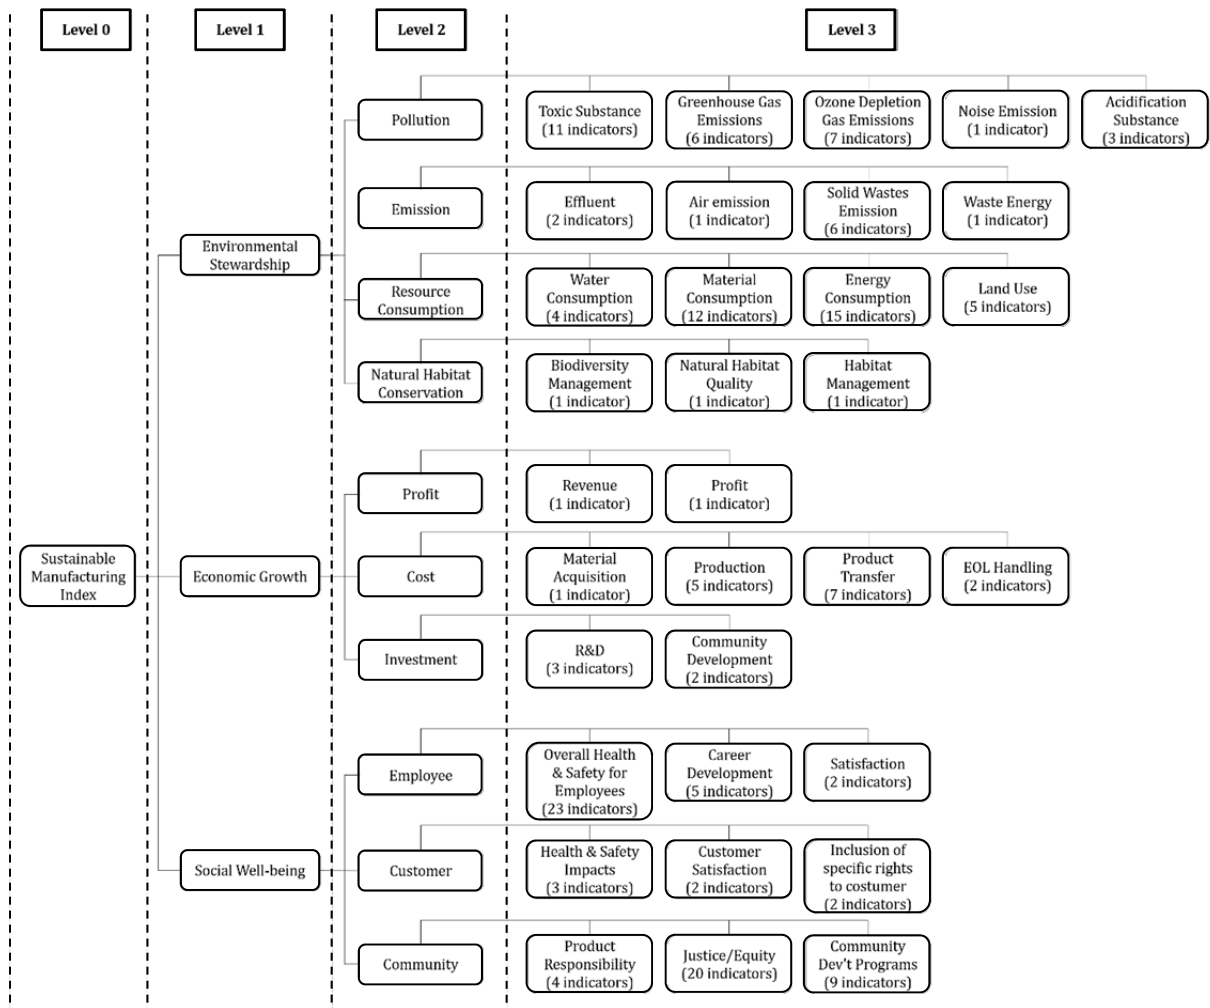 Level 0
Level 1
Level 2
Level 3
Pollution
Toxic Substance
(11 indicators)
Greenhouse Gas
Emissions
(6 indicators)
Ozone Depletion
Gas Emissions
(7 indicators)
Noise Emission
(1 indicator)
Acidification
Substance
(3 indicators)
Emission
Effluent
(2 indicators)
Air emission
(1 indicator)
Solid Wastes
Emission
(6 indicators)
Waste Energy
(1 indicator)
Environmental
Stewardship
Resource
Consumption
Water
Consumption
(4 indicators)
Material
Consumption
(12 indicators)
Energy
Consumption
(15 indicators)
Land Use
(5 indicators)
Natural Habitat
Conservation
Biodiversity
Management
(1 indicator)
Natural Habitat
Quality
(1 indicator)
Habitat
Management
(1 indicator)
Profit
Revenue
(1 indicator)
Profit
(1 indicator)
Sustainable
Manufacturing
Index
Economic Growth
Cost
Material
Acquisition
(1 indicator)
Production
(5 indicators)
Product
Transfer
(7 indicators)
EOL Handling
(2 indicators)
Investment
R&D
(3 indicators)
Community
Development
(2 indicators)
Employee
Overall Health
& Safety for
Employees
(23 indicators)
Career
Development
(5 indicators)
Satisfaction
(2 indicators)
Social Well-being
Customer
Health & Safety
Impacts
(3 indicators)
Customer
Satisfaction
(2 indicators)
Inclusion of
specific rights
to costumer
(2 indicators)
Community
Product
Responsibility
(4 indicators)
Justice/Equity
(20 indicators)
Community
Dev't Programs
(9 indicators)